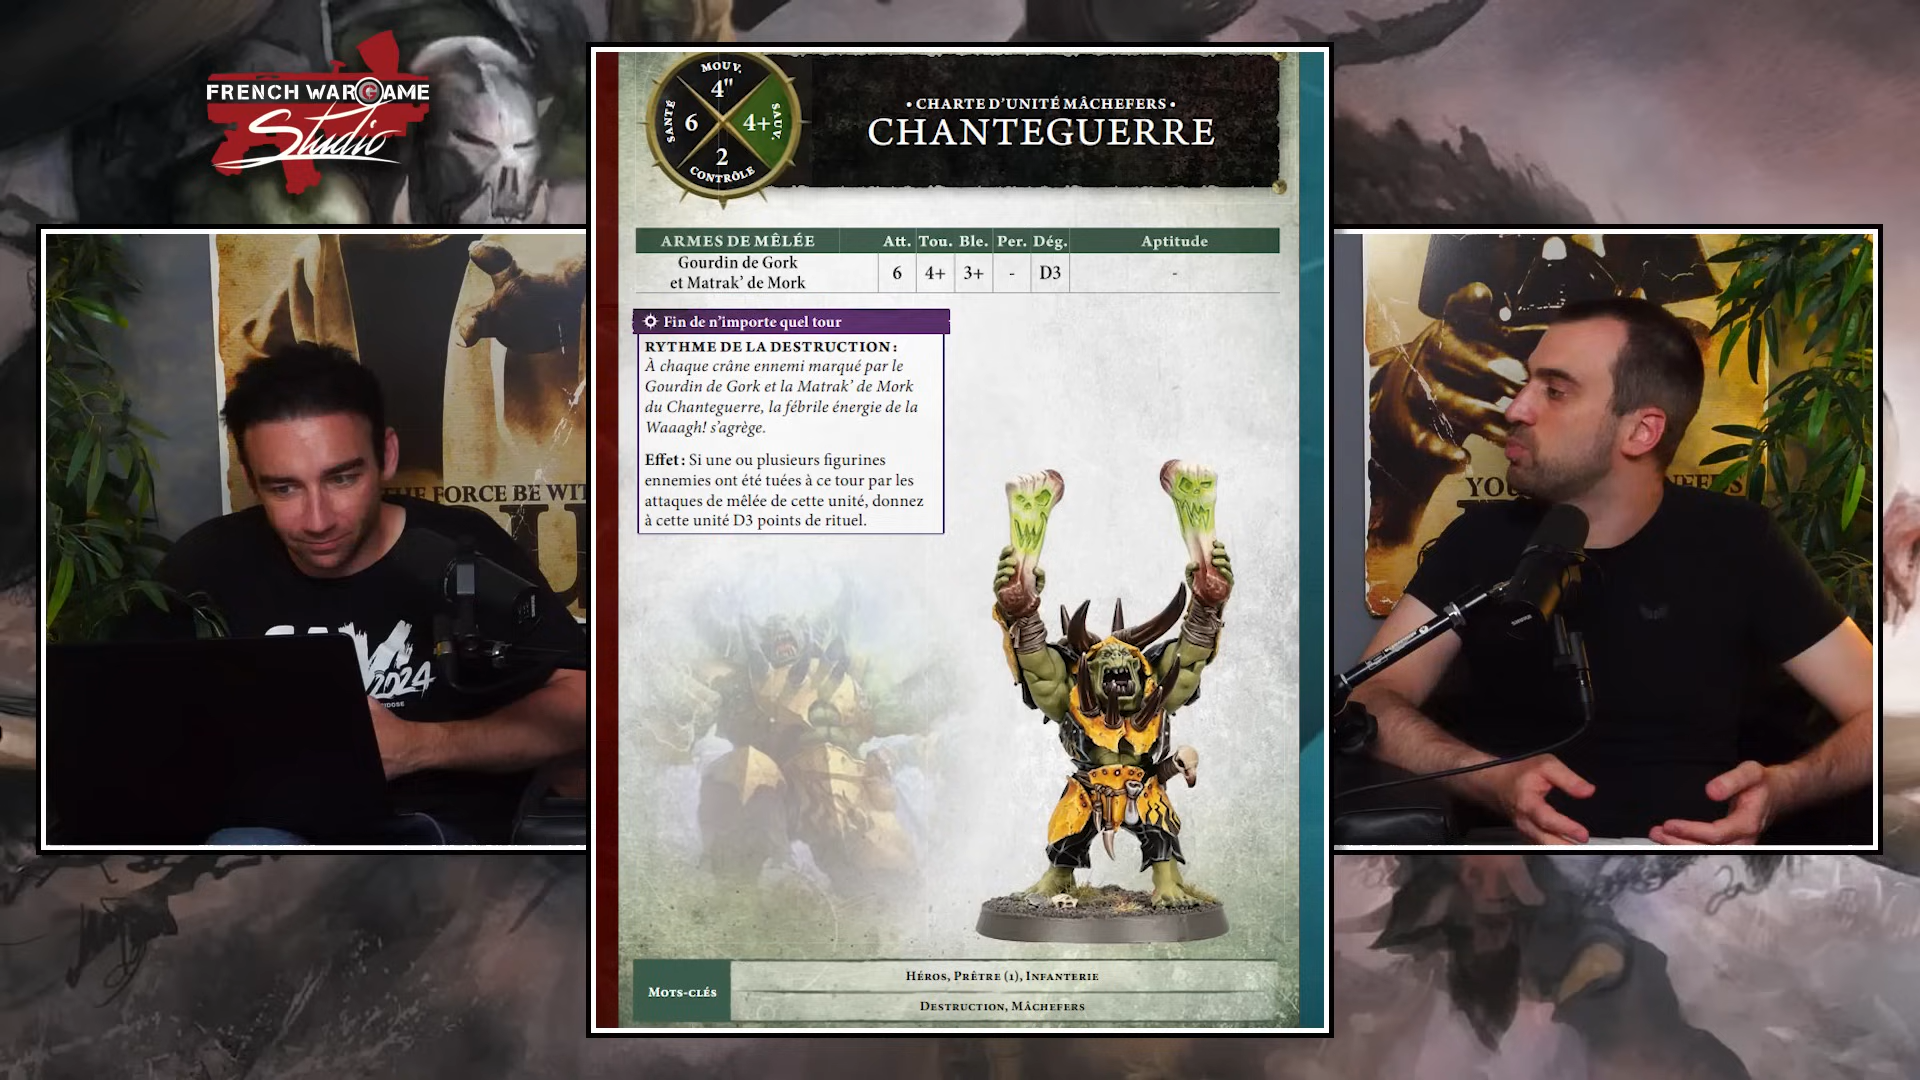 FRENCH WARGAME
Studio
MOUV.
4"
SANTÉ
6
4+
SAUV.
2
CONTRÔLE
• CHARTE D'UNITÉ MÂCHEFERS •
CHANTEGUERRE
ARMES DE MÊLÉE Att. Tou. Ble. Per. Dég. Aptitude
Gourdin de Gork
et Matrak' de Mork 6 4+ 3+ - D3 -
Fin de n'importe quel tour
RYTHME DE LA DESTRUCTION :
À chaque crâne ennemi marqué par le
Gourdin de Gork et la Matrak' de Mork
du Chanteguerre, la fébrile énergie de la
Waaagh! s'agrège.
Effet : Si une ou plusieurs figurines
ennemies ont été tuées à ce tour par les
attaques de mêlée de cette unité, donnez
à cette unité D3 points de rituel.
THE FORCE BE WIT
YOU
NEEDS
2024
MOTS-CLÉS
HÉROS, PRÊTRE (1), INFANTERIE
DESTRUCTION, MÂCHEFERS